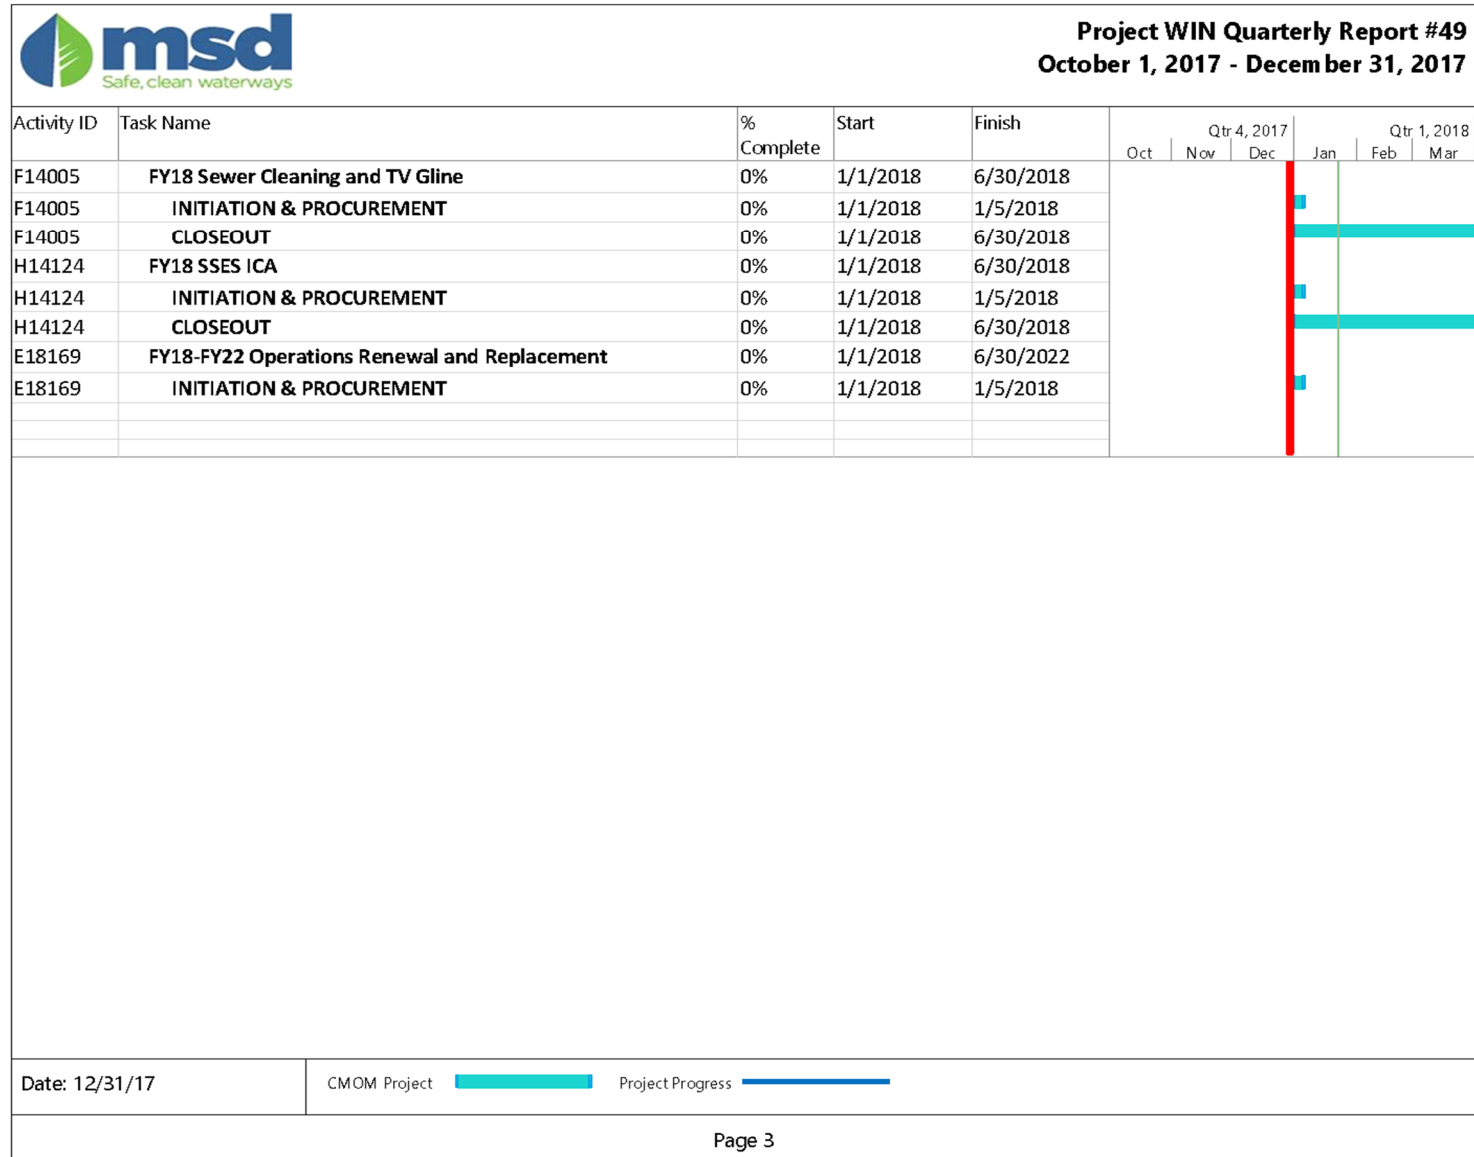 msd
Safe, clean waterways
Project WIN Quarterly Report #49
October 1, 2017 - December 31, 2017
Activity ID Task Name % Complete Start Finish
Qtr 4, 2017 Qtr 1, 2018
Oct Nov Dec Jan Feb Mar
F14005 FY18 Sewer Cleaning and TV Gline 0% 1/1/2018 6/30/2018
F14005 INITIATION & PROCUREMENT 0% 1/1/2018 1/5/2018
F14005 CLOSEOUT 0% 1/1/2018 6/30/2018
H14124 FY18 SSES ICA 0% 1/1/2018 6/30/2018
H14124 INITIATION & PROCUREMENT 0% 1/1/2018 1/5/2018
H14124 CLOSEOUT 0% 1/1/2018 6/30/2018
E18169 FY18-FY22 Operations Renewal and Replacement 0% 1/1/2018 6/30/2022
E18169 INITIATION & PROCUREMENT 0% 1/1/2018 1/5/2018
Date: 12/31/17 CMOM Project Project Progress
Page 3